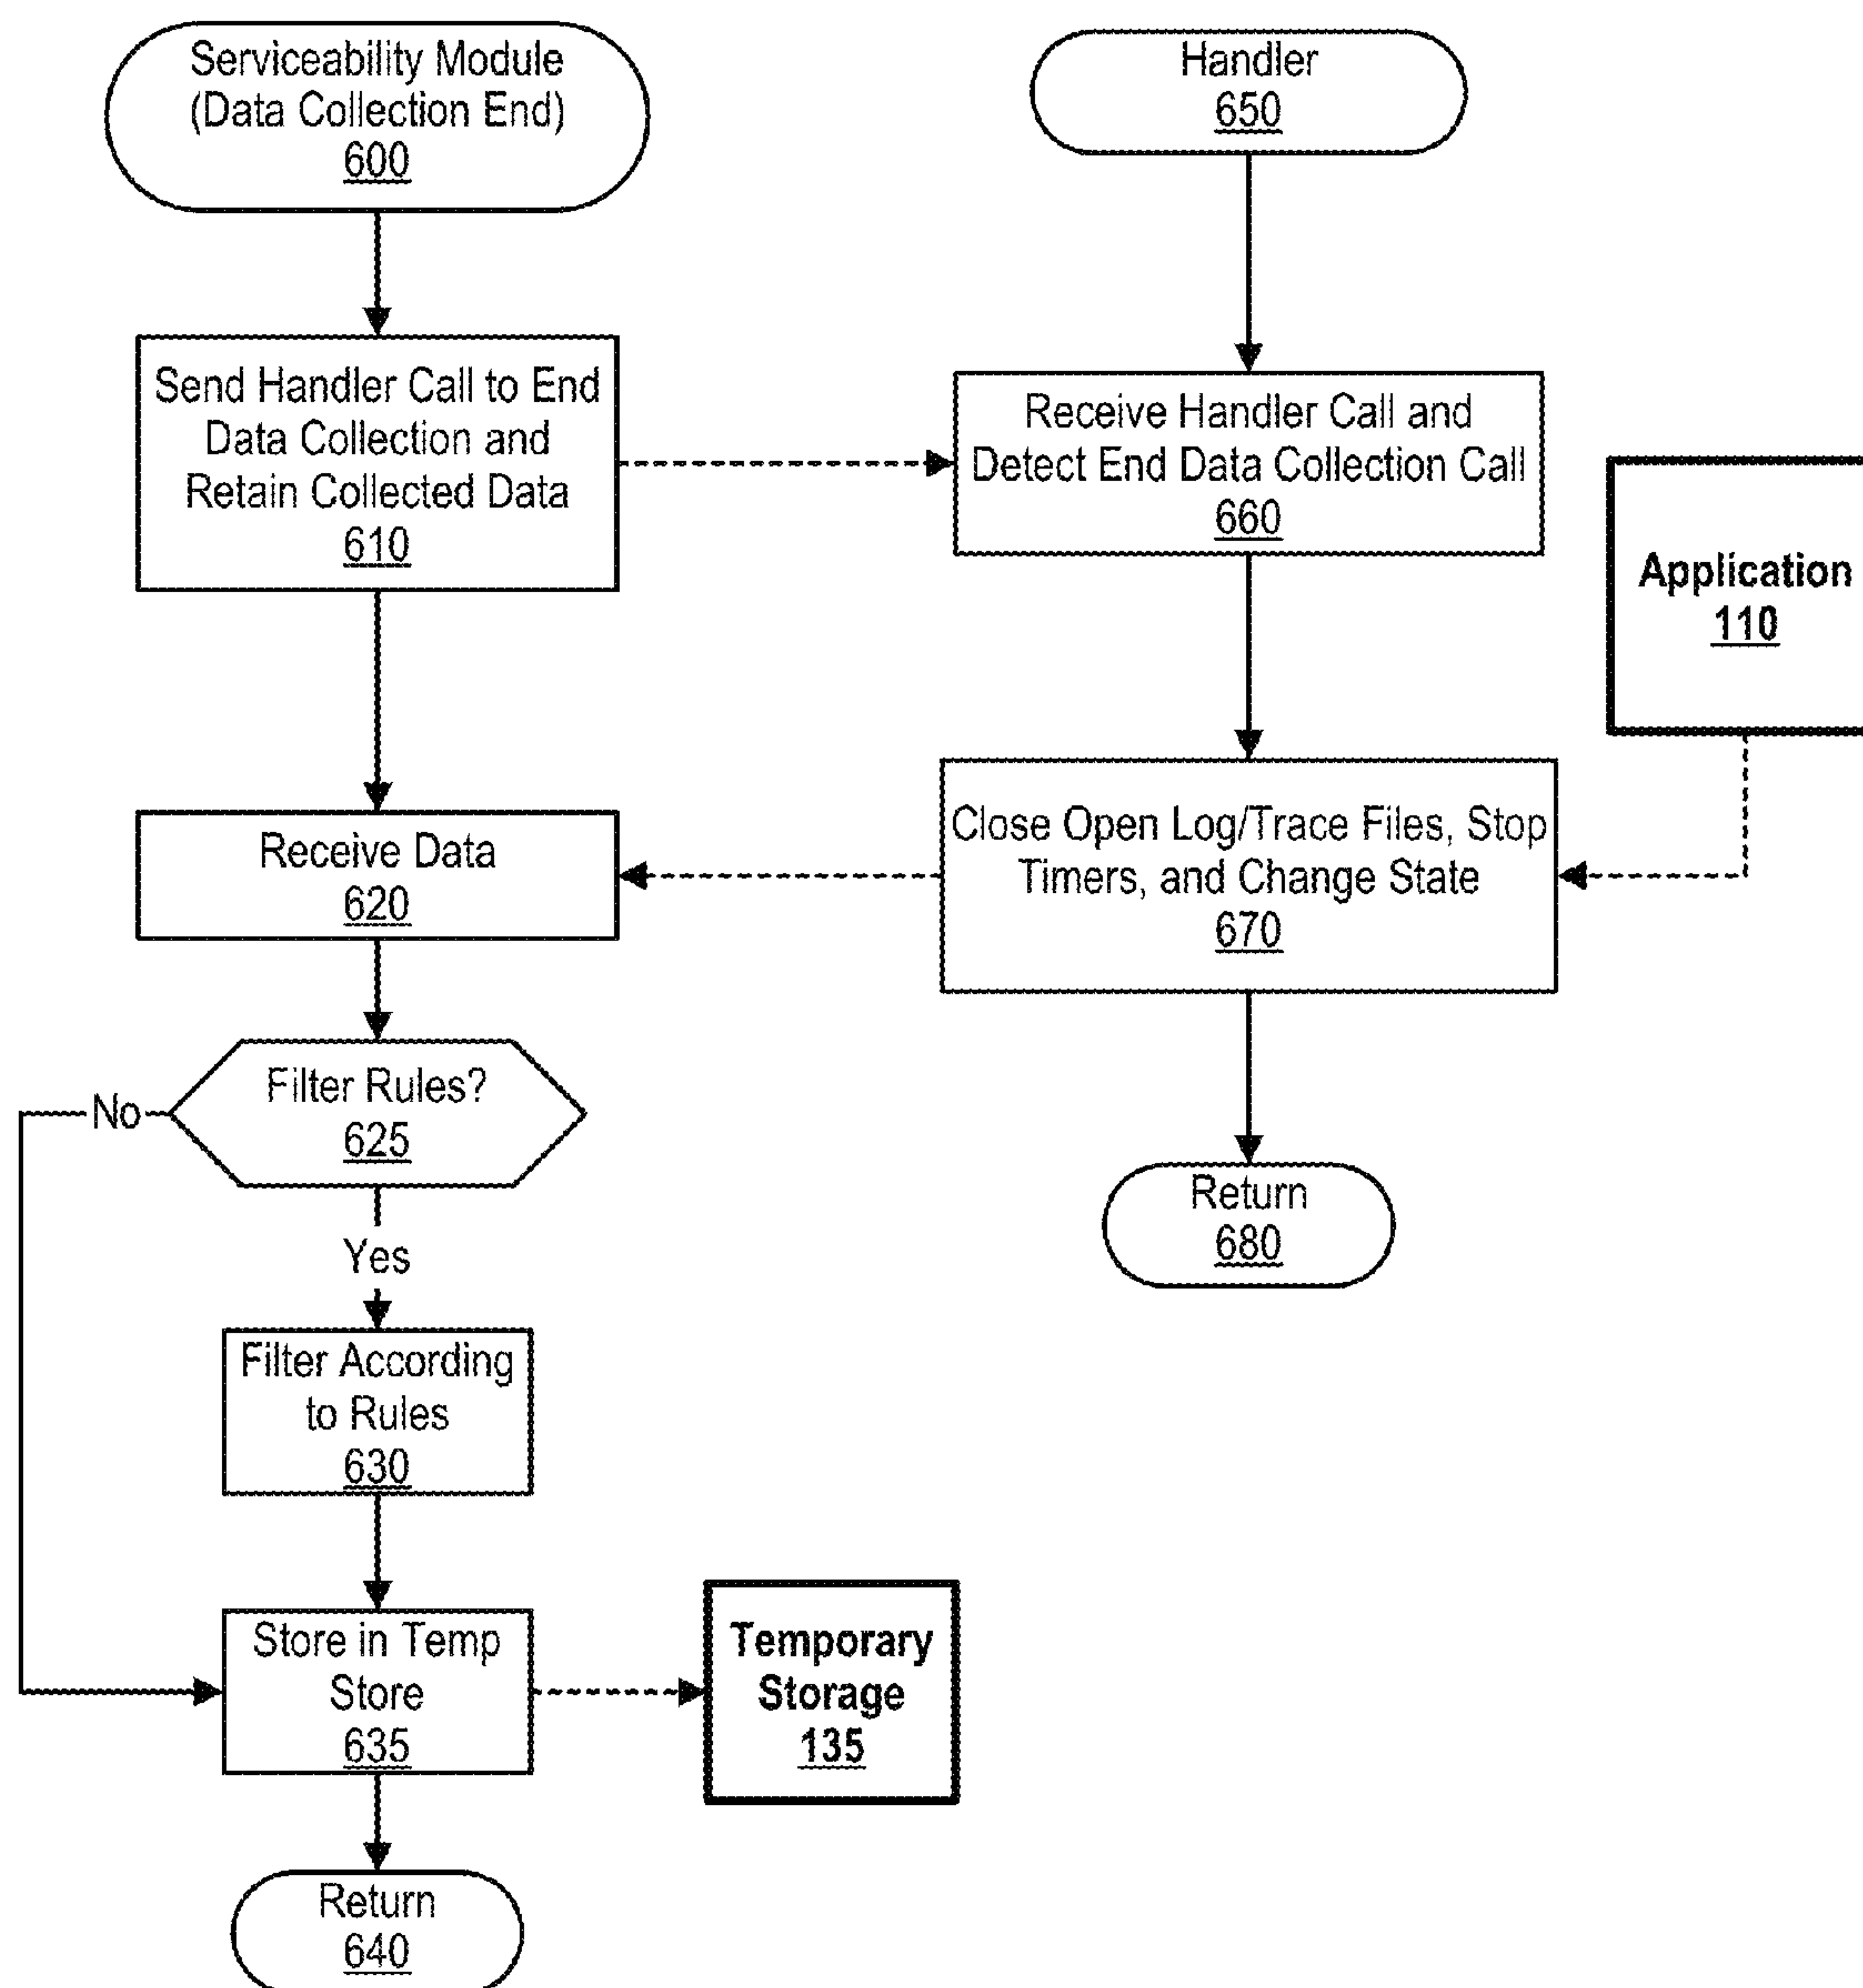 Serviceability Module
(Data Collection End)
600
Handler
650
Send Handler Call to End
Data Collection and
Retain Collected Data
610
Receive Handler Call and
Detect End Data Collection Call
660
Application
110
Receive Data
620
Close Open Log/Trace Files, Stop
Timers, and Change State
670
Filter Rules?
625
No
Yes
Return
680
Filter According
to Rules
630
Store in Temp
Store
635
Temporary
Storage
135
Return
640